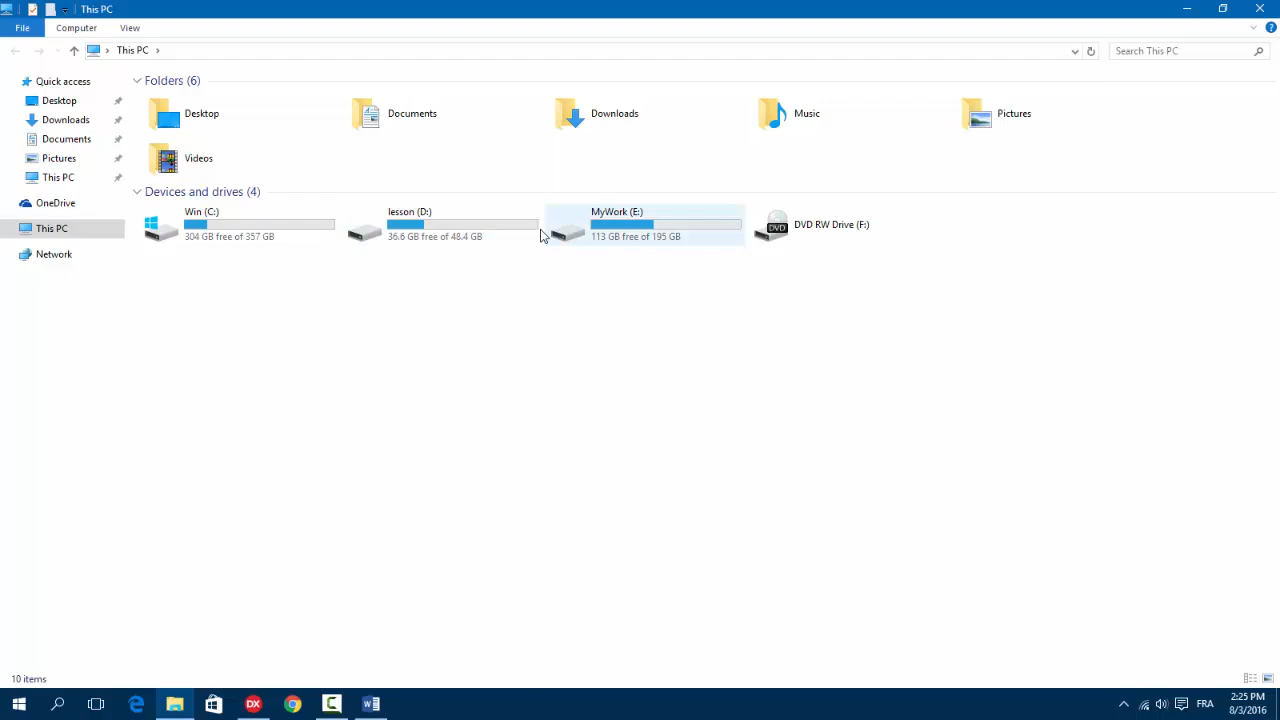 This PC
File Computer View
This PC
Search This PC
Quick access
Desktop
Downloads
Documents
Pictures
This PC
OneDrive
This PC
Network
Folders (6)
Desktop Documents Downloads Music Pictures
Videos
Devices and drives (4)
Win (C:)
304 GB free of 357 GB
lesson (D:)
36.6 GB free of 48.4 GB
MyWork (E:)
113 GB free of 195 GB
DVD
DVD RW Drive (F:)
10 items
DX
FRA
2:25 PM
8/3/2016